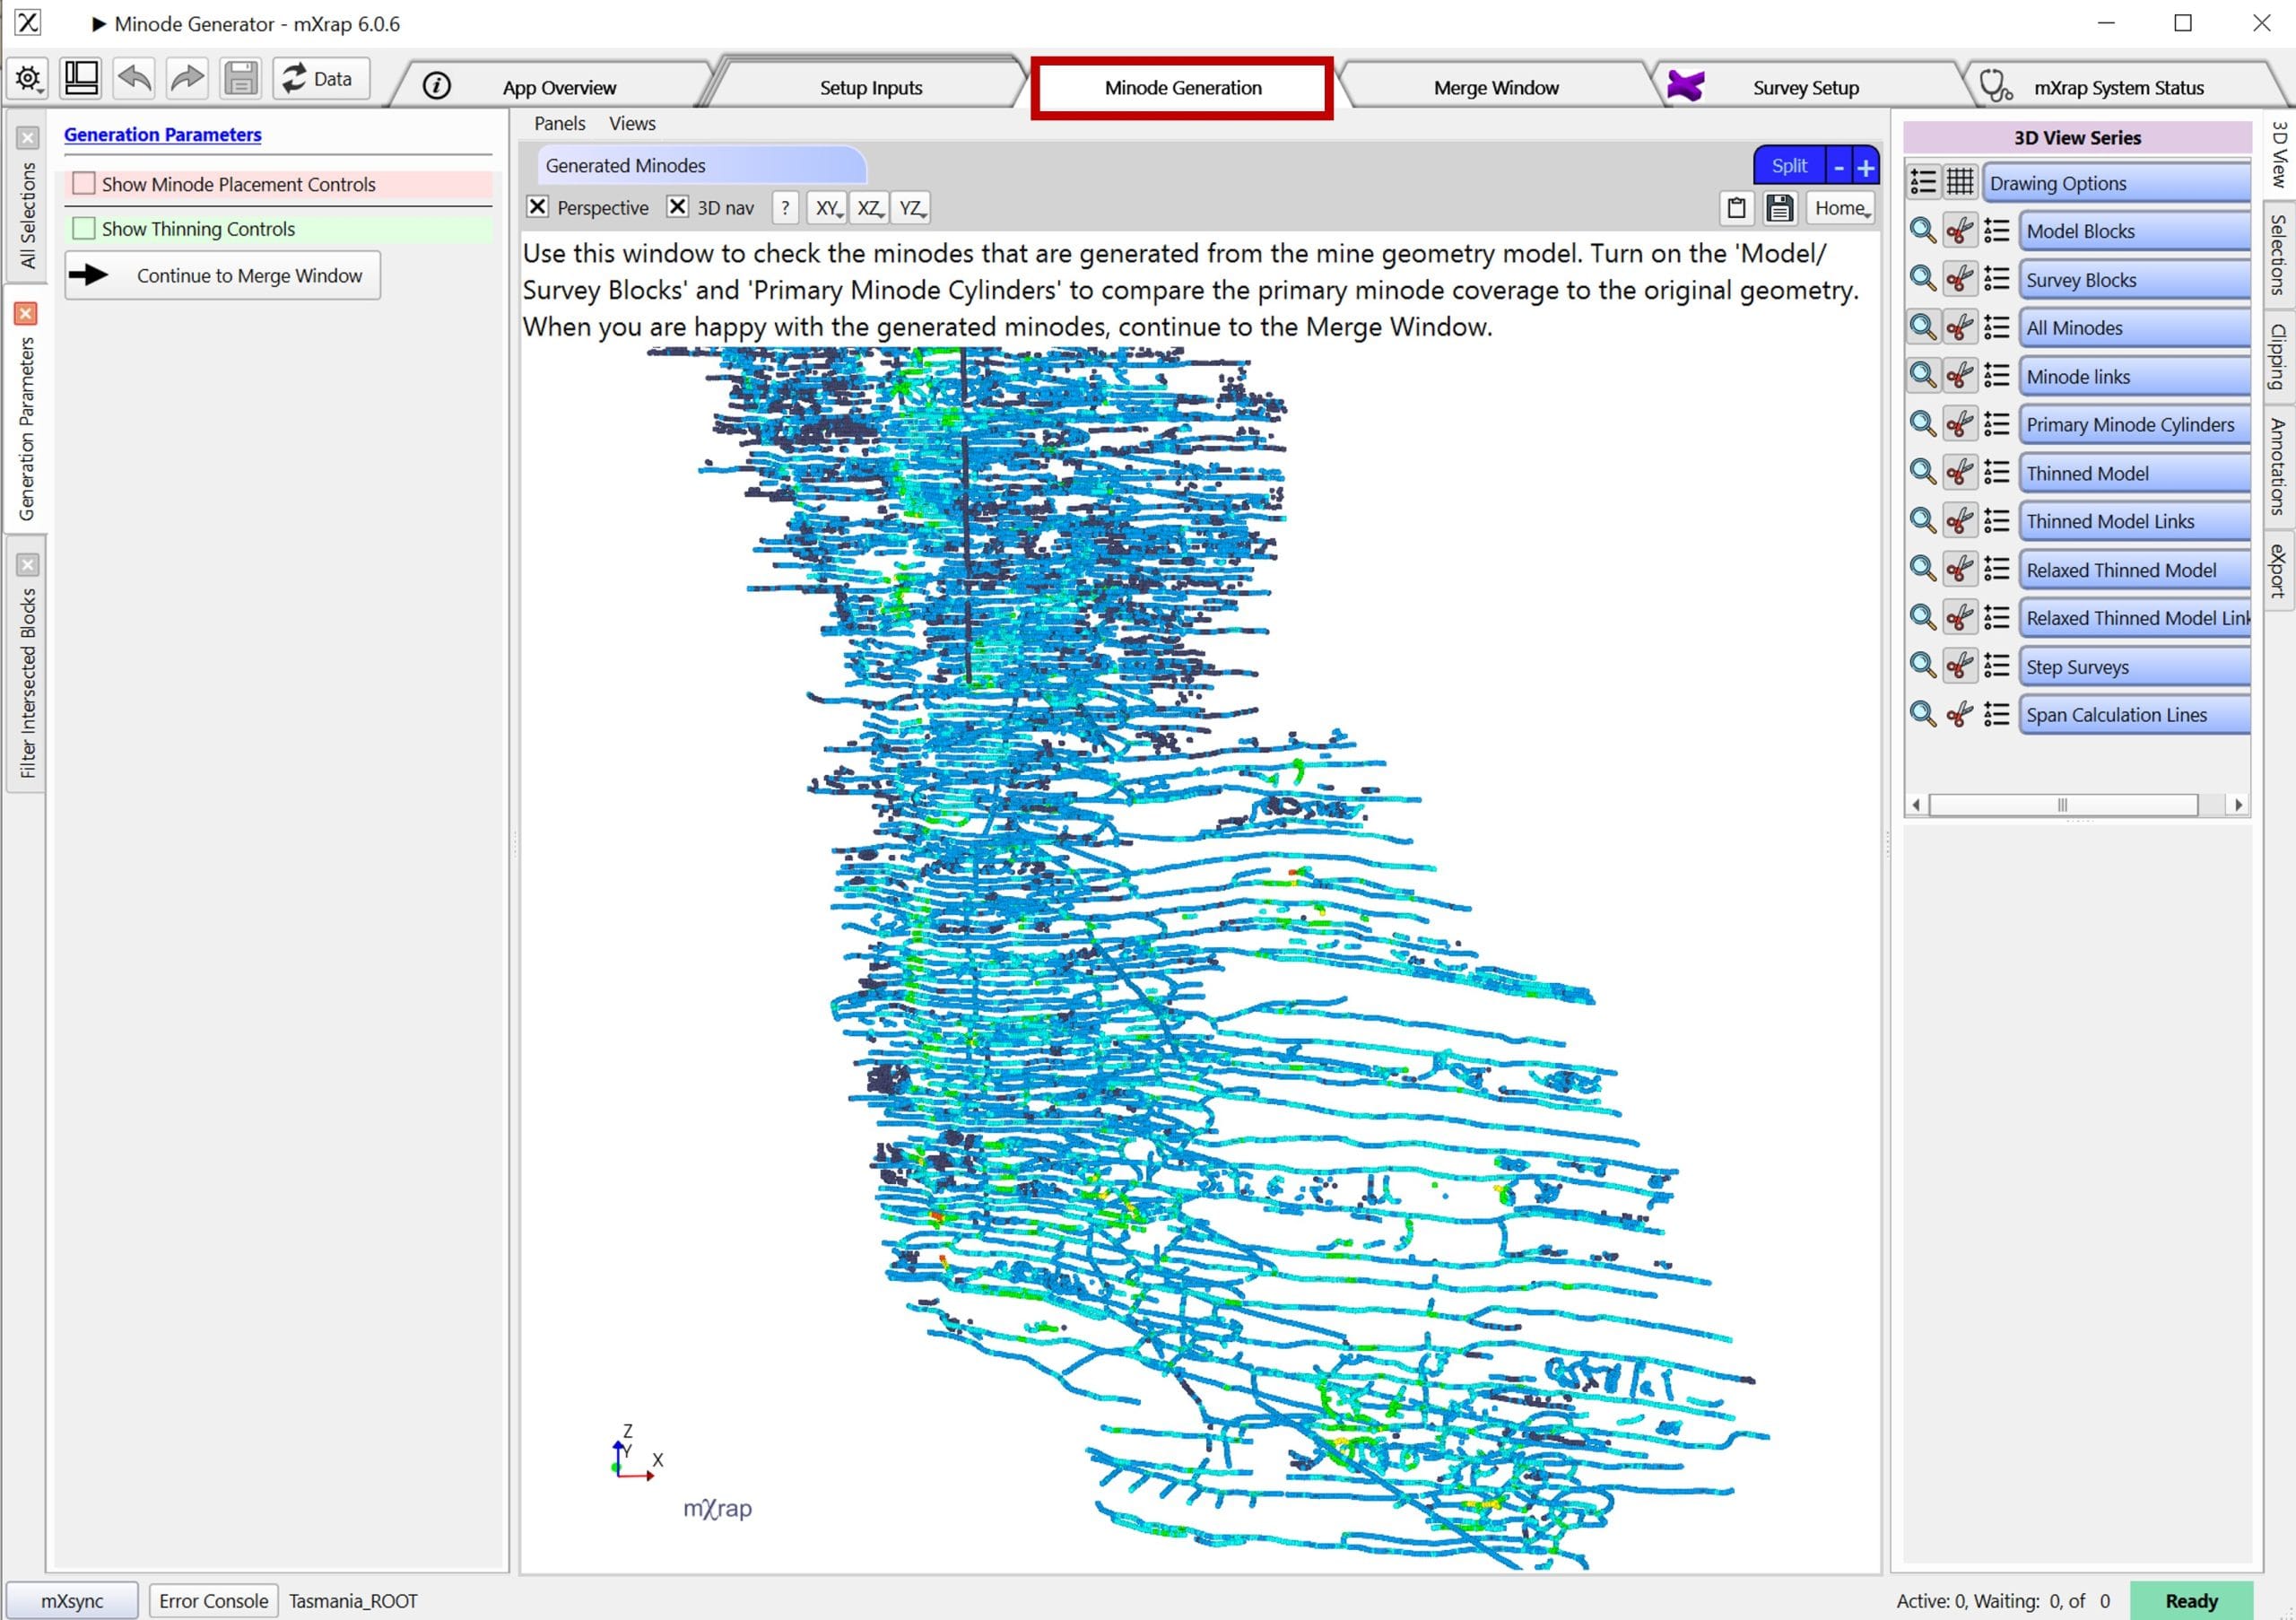 Minode Generator - mXrap 6.0.6
Data
App Overview
Setup Inputs
Minode Generation
Merge Window
Survey Setup
mXrap System Status
All Selections
Generation Parameters
Filter Intersected Blocks
Generation Parameters
Show Minode Placement Controls
Show Thinning Controls
Continue to Merge Window
Panels Views
Generated Minodes
Split - +
Perspective 3D nav ? XY XZ YZ Home
Use this window to check the minodes that are generated from the mine geometry model. Turn on the 'Model/
Survey Blocks' and 'Primary Minode Cylinders' to compare the primary minode coverage to the original geometry.
When you are happy with the generated minodes, continue to the Merge Window.
Z
Y
X
mXrap
3D View Series
Drawing Options
Model Blocks
Survey Blocks
All Minodes
Minode links
Primary Minode Cylinders
Thinned Model
Thinned Model Links
Relaxed Thinned Model
Relaxed Thinned Model Link
Step Surveys
Span Calculation Lines
3D View
Selections
Clipping
Annotations
eXport
mXsync
Error Console
Tasmania_ROOT
Active: 0, Waiting: 0, of 0
Ready